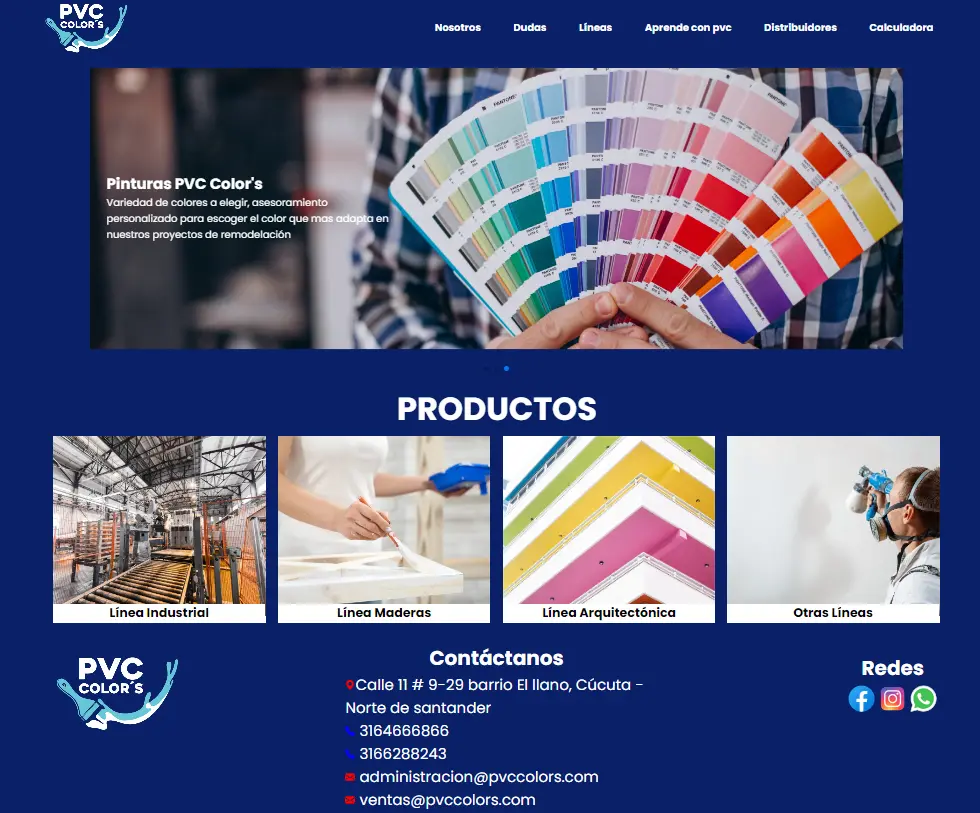 PVC
COLOR´S
Nosotros
Dudas
Líneas
Aprende con pvc
Distribuidores
Calculadora
PANTONE
PANTONE
Pinturas PVC Color's
Variedad de colores a elegir, asesoramiento
personalizado para escoger el color que mas adapta en
nuestros proyectos de remodelación
PRODUCTOS
Línea Industrial
Línea Maderas
Línea Arquitectónica
Otras Líneas
PVC
COLOR´S
Contáctanos
Calle 11 # 9-29 barrio El llano, Cúcuta -
Norte de santander
3164666866
3166288243
administracion@pvccolors.com
ventas@pvccolors.com
Redes